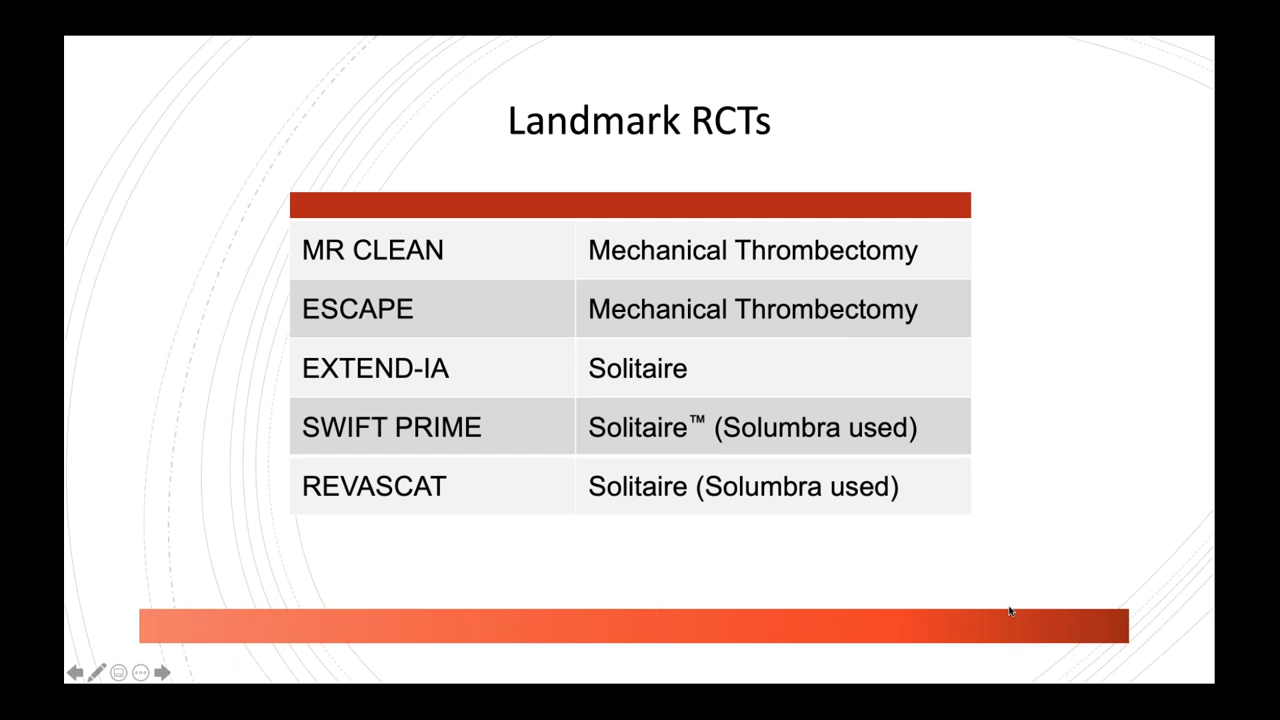 Landmark RCTs
MR CLEAN Mechanical Thrombectomy
ESCAPE Mechanical Thrombectomy
EXTEND-IA Solitaire
SWIFT PRIME Solitaire™ (Solumbra used)
REVASCAT Solitaire (Solumbra used)